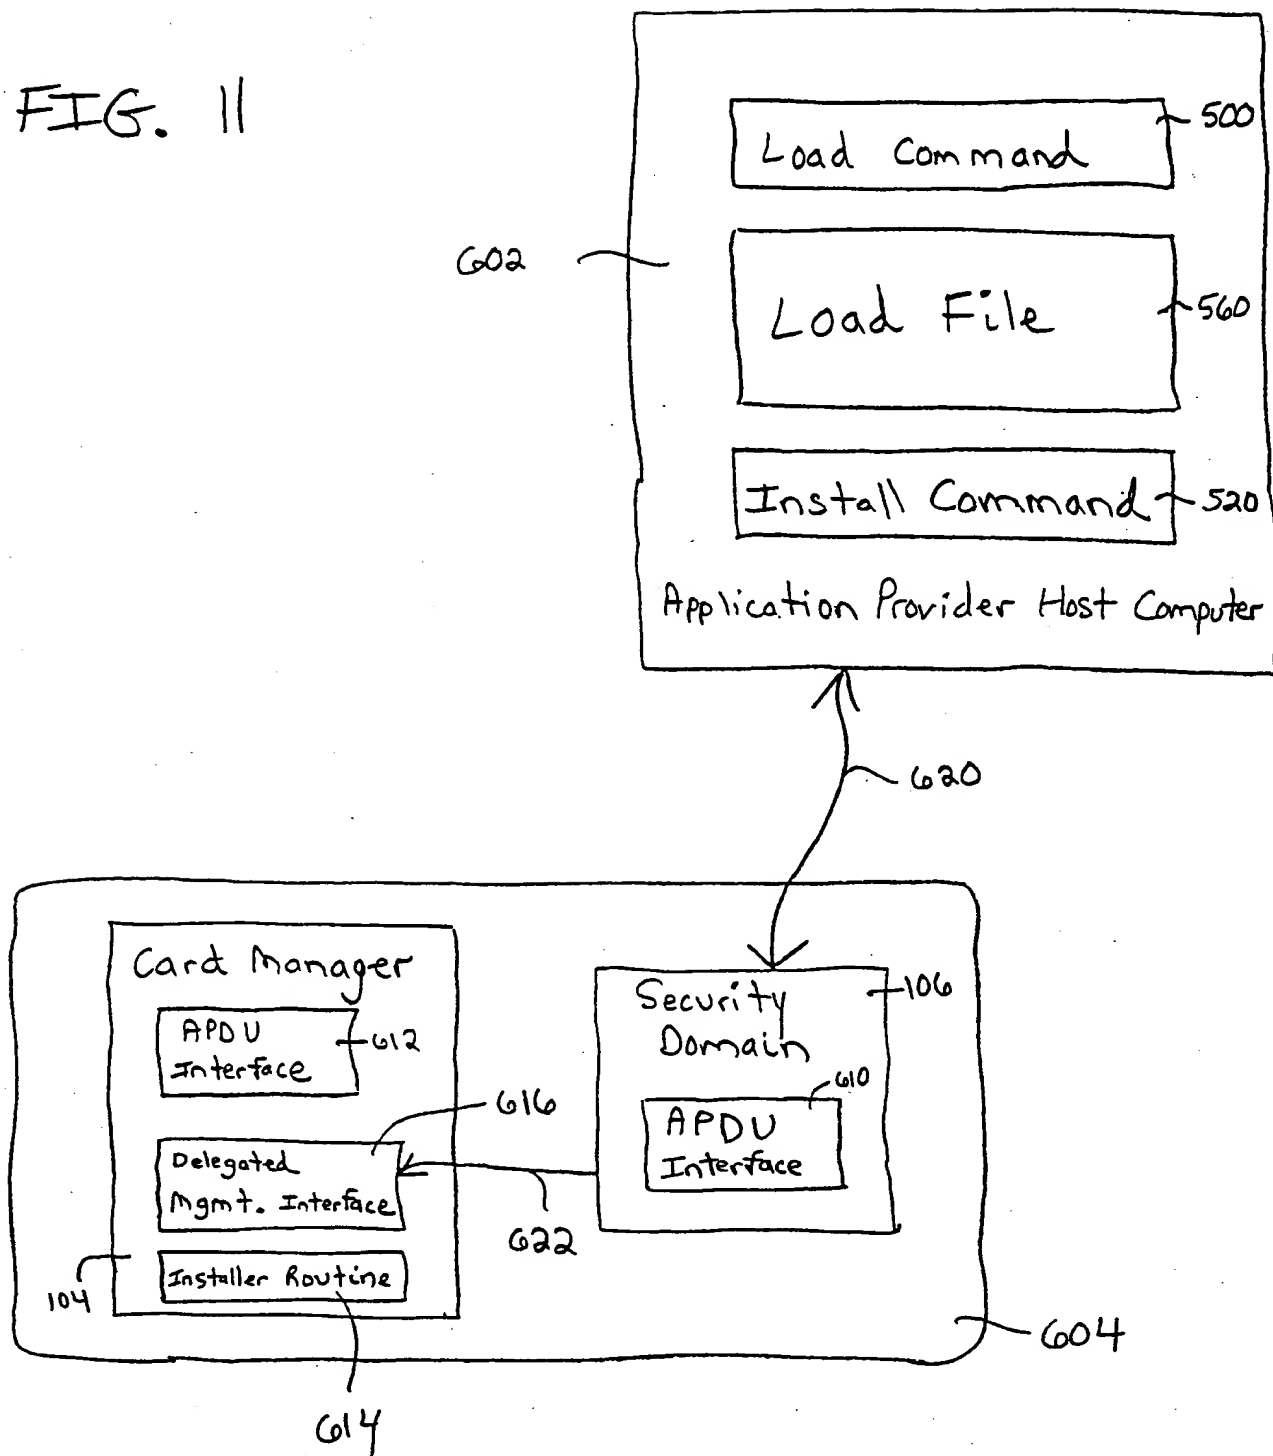 FIG. 11
500
Load Command
602
Load File
560
Install Command
520
Application Provider Host Computer
620
Card Manager
APDU
Interface
612
Security
Domain
106
610
APDU
Interface
616
Delegated
Mgmt. Interface
622
104
Installer Routine
604
614